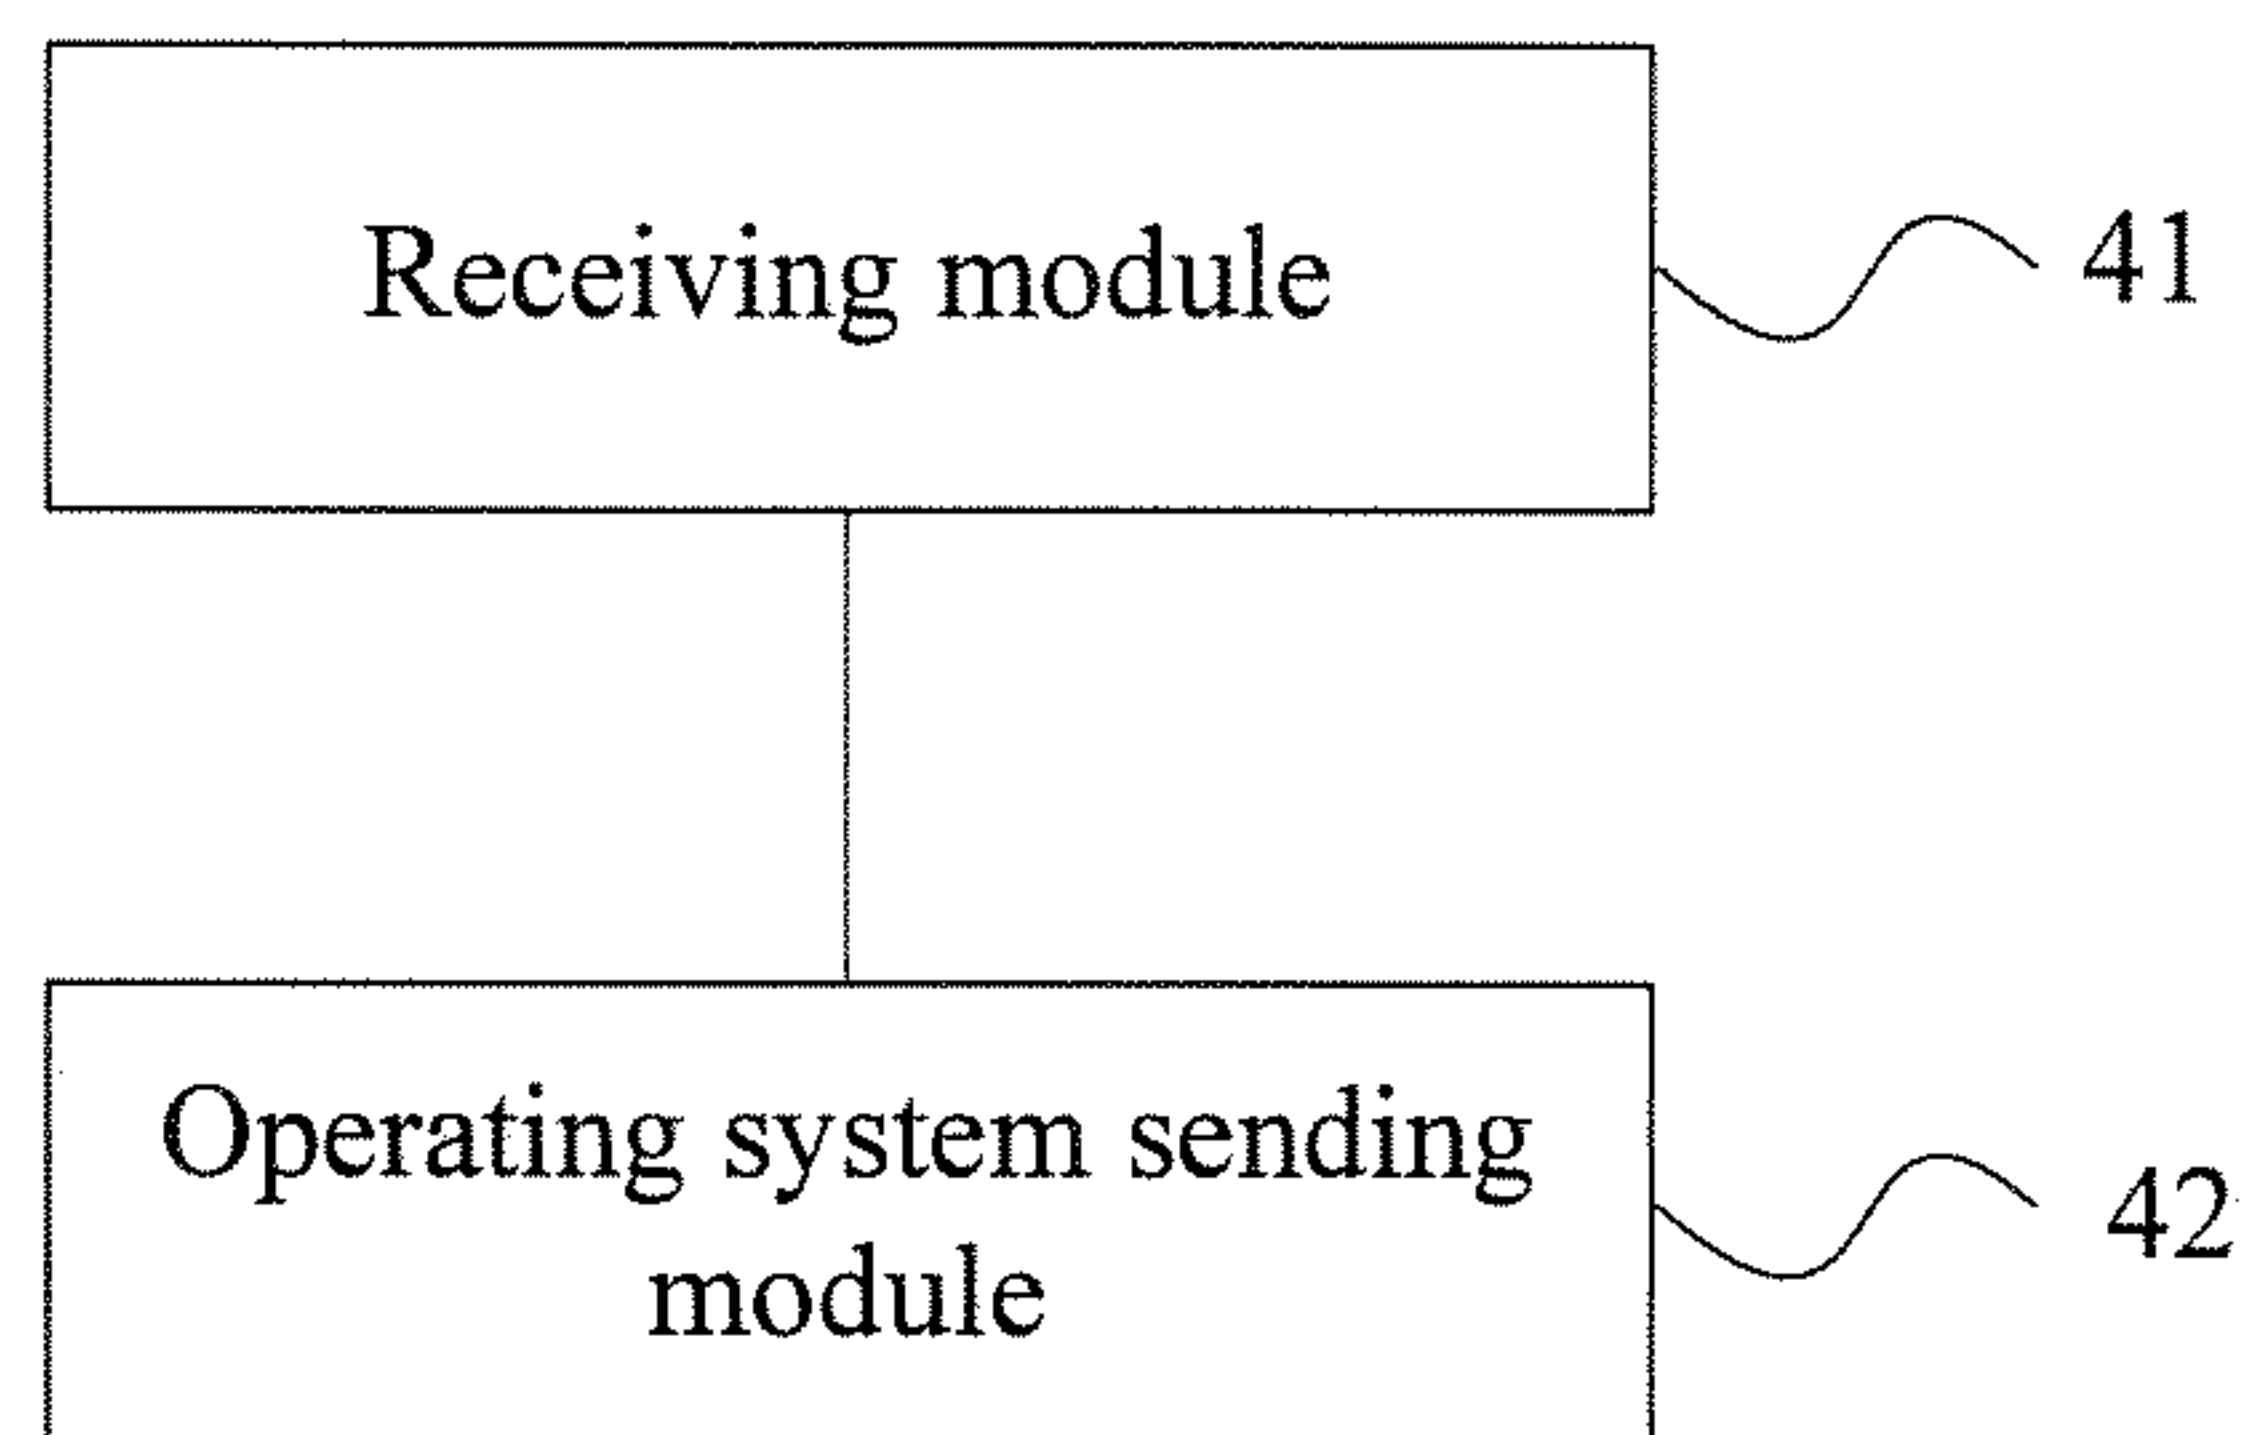 Receiving module
41
Operating system sending
module
42